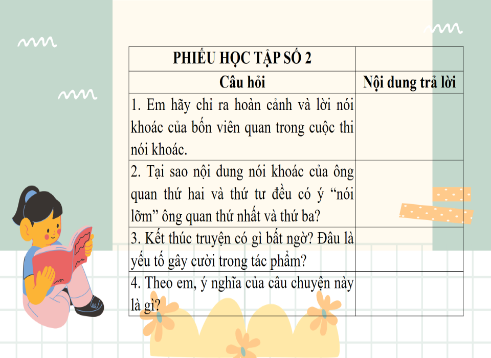 PHIẾU HỌC TẬP SỐ 2
Câu hỏi
Nội dung trả lời
1. Em hãy chỉ ra hoàn cảnh và lời nói
khoác của bốn viên quan trong cuộc thi
nói khoác.
2. Tại sao nội dung nói khoác của ông
quan thứ hai và thứ tư đều có ý “nói
lỡm” ông quan thứ nhất và thứ ba?
3. Kết thúc truyện có gì bất ngờ? Đâu là
yếu tố gây cười trong tác phẩm?
4. Theo em, ý nghĩa của câu chuyện này
là gì?